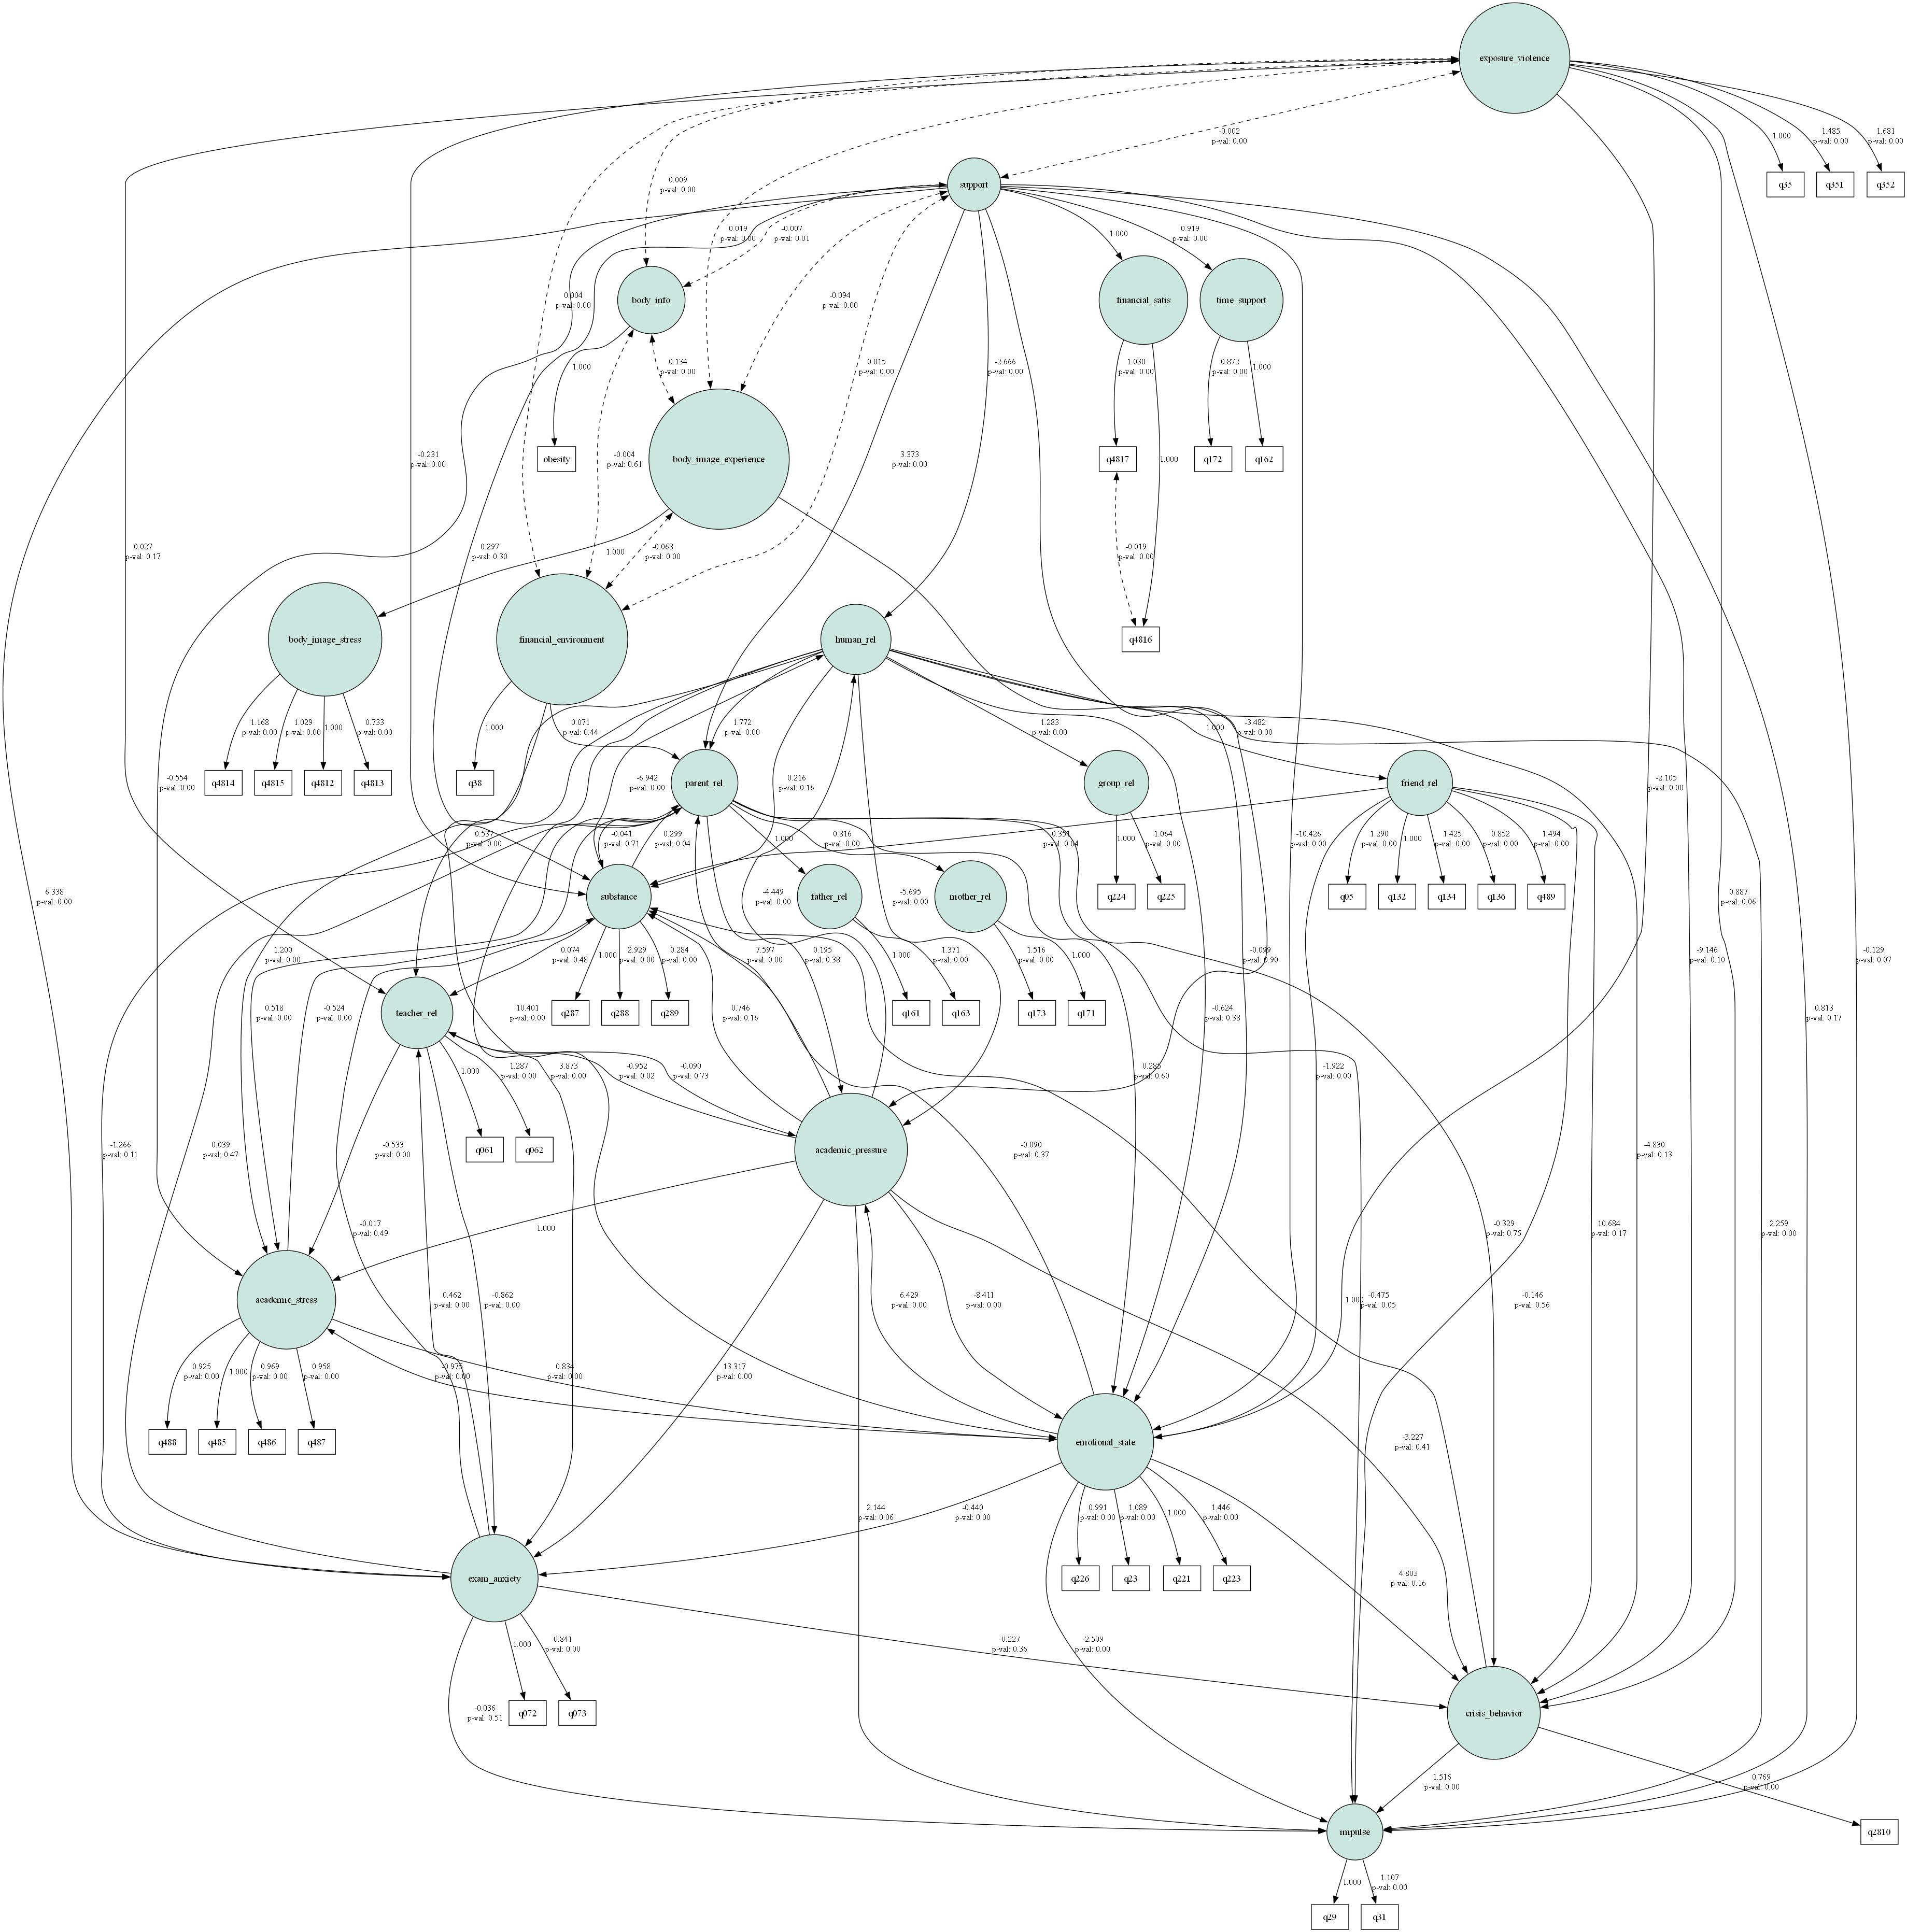 exposure_violence
1.000
1.485
p-val: 0.00
1.681
p-val: 0.00
-0.002
p-val: 0.00
support
q35
q351
q352
0.009
p-val: 0.00
0.019
p-val: 0.00
-0.007
p-val: 0.01
1.000
0.919
p-val: 0.00
0.004
p-val: 0.00
body_info
-0.094
p-val: 0.00
financial_satis
time_support
1.000
0.134
p-val: 0.00
0.015
p-val: 0.00
-2.666
p-val: 0.00
1.030
p-val: 0.00
0.872
p-val: 0.00
1.000
-0.231
p-val: 0.00
obesity
-0.004
p-val: 0.61
body_image_experience
3.373
p-val: 0.00
q4817
1.000
q172
q162
0.027
p-val: 0.17
0.297
p-val: 0.30
1.000
-0.068
p-val: 0.00
-0.019
p-val: 0.00
body_image_stress
financial_environment
human_rel
q4816
1.168
p-val: 0.00
1.029
p-val: 0.00
1.000
0.733
p-val: 0.00
1.000
0.071
p-val: 0.44
1.772
p-val: 0.00
1.283
p-val: 0.00
1.000
-3.482
p-val: 0.00
-0.554
p-val: 0.00
q4814
q4815
q4812
q4813
q38
-6.942
p-val: 0.00
parent_rel
0.216
p-val: 0.16
group_rel
-10.426
p-val: 0.00
friend_rel
-2.105
p-val: 0.00
0.537
p-val: 0.00
-0.041
p-val: 0.71
0.299
p-val: 0.04
1.000
0.816
p-val: 0.00
0.351
p-val: 0.04
1.000
1.064
p-val: 0.00
1.290
p-val: 0.00
1.000
1.425
p-val: 0.00
0.852
p-val: 0.00
1.494
p-val: 0.00
6.338
p-val: 0.00
substance
-4.449
p-val: 0.00
father_rel
-5.695
p-val: 0.00
mother_rel
q224
q225
q05
q132
q134
q136
q489
0.887
p-val: 0.06
1.200
p-val: 0.00
0.074
p-val: 0.48
1.000
2.929
p-val: 0.00
0.284
p-val: 0.00
7.597
p-val: 0.00
0.195
p-val: 0.38
1.000
1.371
p-val: 0.00
1.516
p-val: 0.00
1.000
-0.099
p-val: 0.90
-9.146
p-val: 0.10
-0.129
p-val: 0.07
0.518
p-val: 0.00
-0.524
p-val: 0.00
teacher_rel
10.401
p-val: 0.00
q287
q288
q289
0.746
p-val: 0.16
q161
q163
q173
q171
-0.624
p-val: 0.38
0.813
p-val: 0.17
1.000
1.287
p-val: 0.00
3.873
p-val: 0.00
-0.952
p-val: 0.02
-0.090
p-val: 0.73
0.285
p-val: 0.60
-1.922
p-val: 0.00
-1.266
p-val: 0.11
0.039
p-val: 0.47
-0.533
p-val: 0.00
q061
q062
academic_pressure
-0.090
p-val: 0.37
-4.830
p-val: 0.13
-0.017
p-val: 0.49
1.000
-0.329
p-val: 0.75
10.684
p-val: 0.17
2.259
p-val: 0.00
academic_stress
0.462
p-val: 0.00
-0.862
p-val: 0.00
6.429
p-val: 0.00
-8.411
p-val: 0.00
1.000
-0.475
p-val: 0.05
-0.146
p-val: 0.56
0.925
p-val: 0.00
1.000
0.969
p-val: 0.00
0.958
p-val: 0.00
-0.975
p-val: 0.00
0.834
p-val: 0.00
13.317
p-val: 0.00
q488
q485
q486
q487
emotional_state
-3.227
p-val: 0.41
2.144
p-val: 0.06
-0.440
p-val: 0.00
0.991
p-val: 0.00
1.089
p-val: 0.00
1.000
1.446
p-val: 0.00
exam_anxiety
q226
q23
q221
q223
4.803
p-val: 0.16
1.000
0.841
p-val: 0.00
-0.227
p-val: 0.36
-2.509
p-val: 0.00
-0.036
p-val: 0.51
q072
q073
crisis_behavior
1.516
p-val: 0.00
0.769
p-val: 0.00
impulse
q2810
1.000
1.107
p-val: 0.00
q29
q31